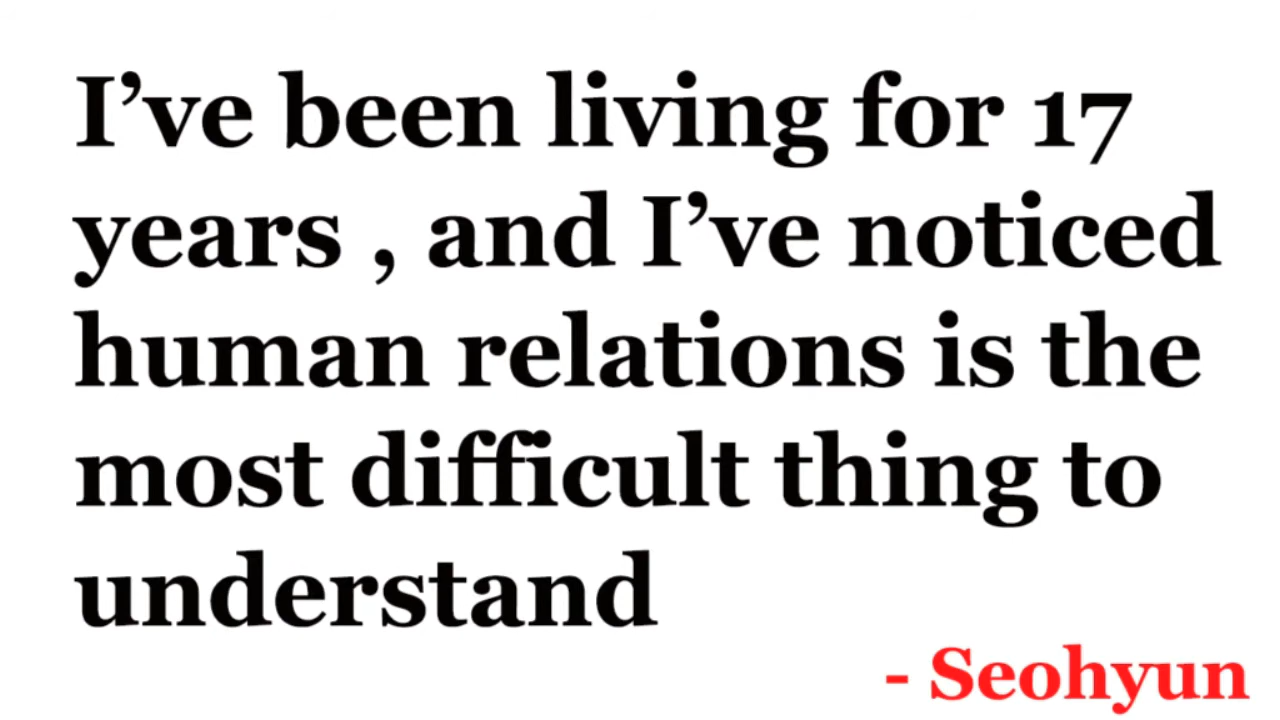 I’ve been living for 17
years , and I’ve noticed
human relations is the
most difficult thing to
understand
- Seohyun